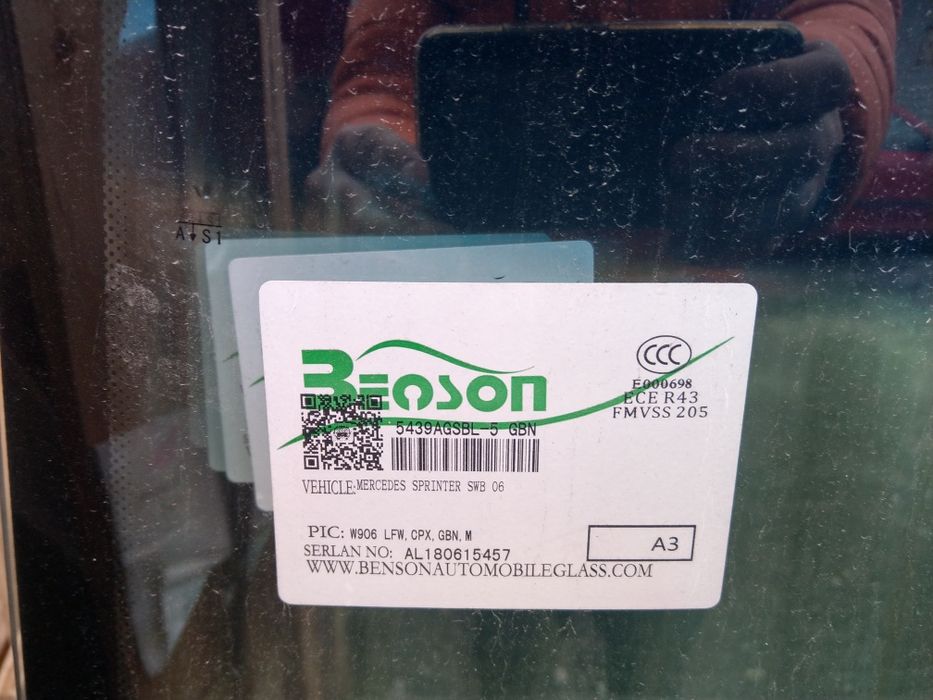 A↓S1
BENSON
CCC
E000698
ECE R43
FMVSS 205
5439AGSBL-5 GBN
VEHICLE:MERCEDES SPRINTER SWB 06
PIC: W906 LFW,CPX,GBN,M
SERLAN NO: AL180615457
A3
WWW.BENSONAUTOMOBILEGLASS.COM